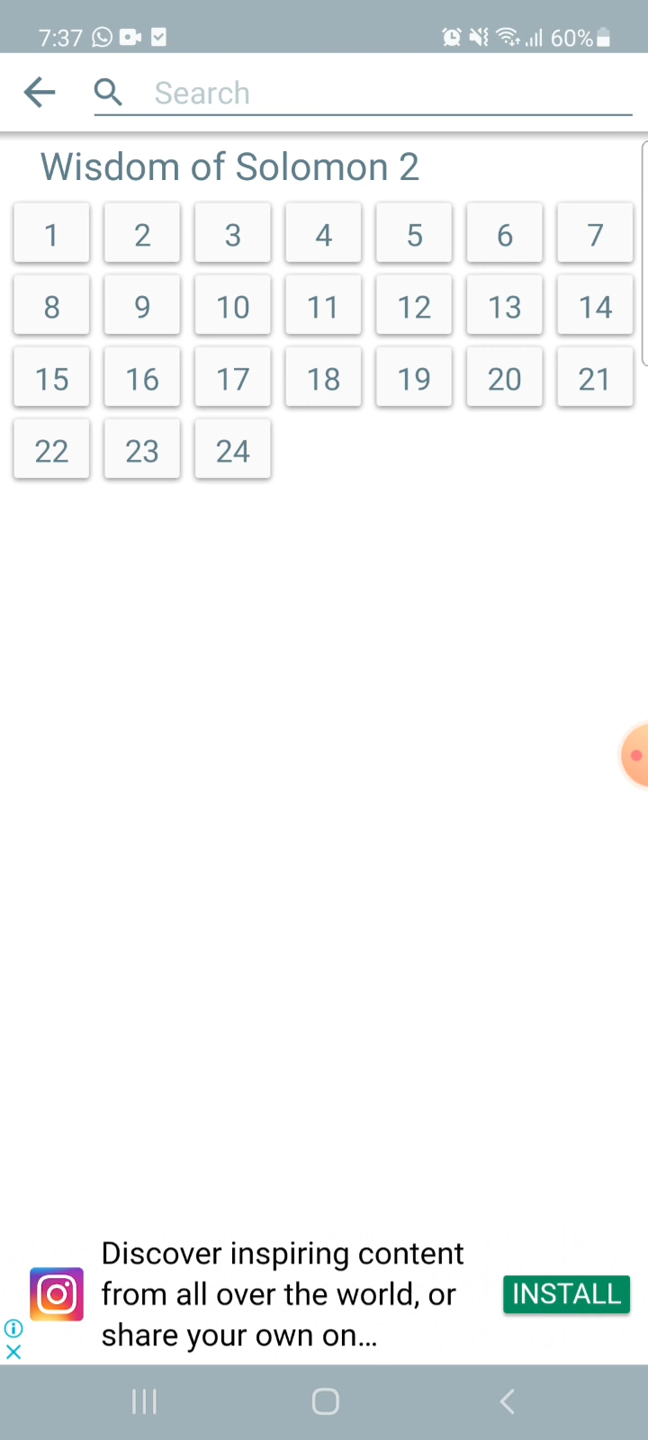 7:37 60%
Search
Wisdom of Solomon 2
1 2 3 4 5 6 7
8 9 10 11 12 13 14
15 16 17 18 19 20 21
22 23 24
Discover inspiring content
from all over the world, or
share your own on...
INSTALL